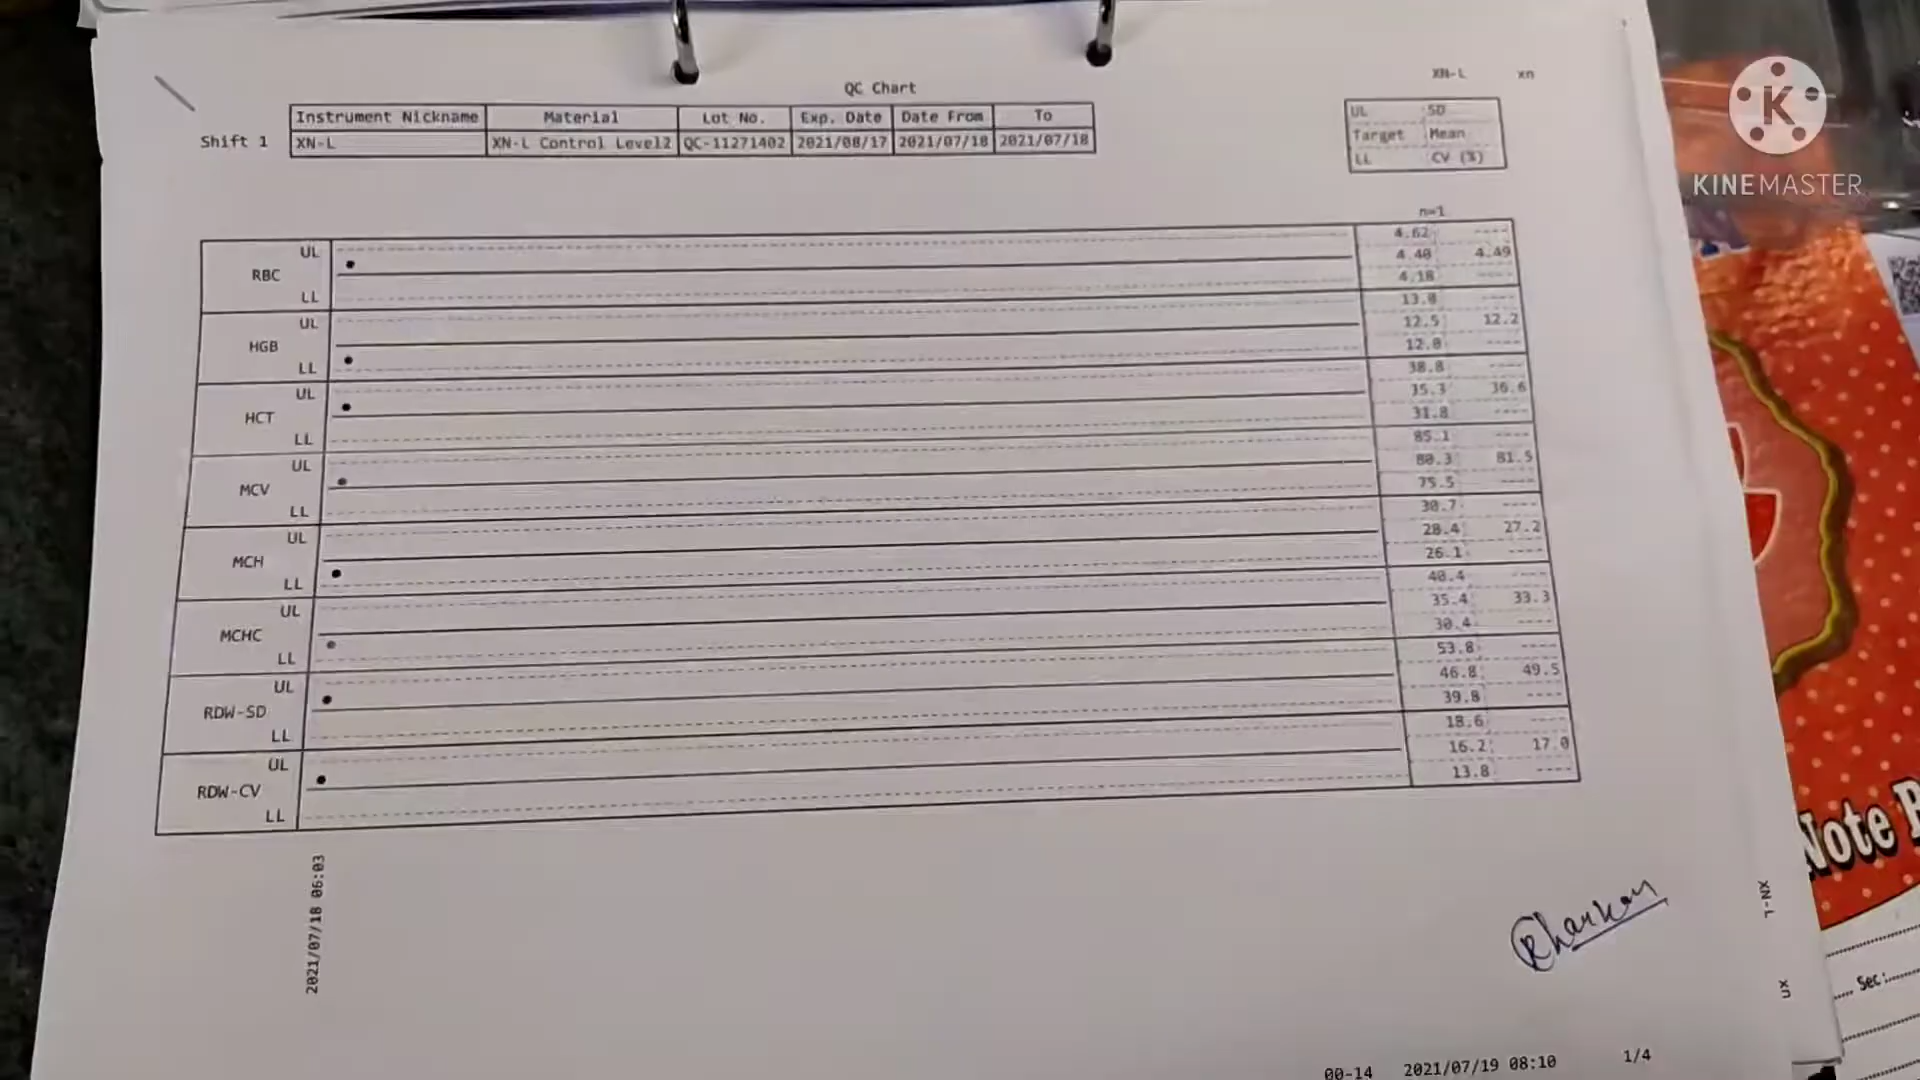 QC Chart
XN-L xn
Shift 1
Instrument Nickname Material Lot No. Exp. Date Date From To
XN-L XN-L Control Level2 QC-11271402 2021/08/17 2021/07/18 2021/07/18
UL SD
Target Mean
LL CV (%)
K
KINEMASTER
n=1
UL 4.62 ----
RBC 4.40 4.49
LL 4.18 ----
UL 13.0 ----
HGB 12.5 12.2
LL 12.0 ----
UL 38.8 ----
HCT 35.3 36.6
LL 31.8 ----
UL 85.1 ----
MCV 80.3 81.5
LL 75.5 ----
UL 30.7 ----
MCH 28.4 27.2
LL 26.1 ----
UL 40.4 ----
MCHC 35.4 33.3
LL 30.4 ----
UL 53.8 ----
RDW-SD 46.8 49.5
LL 39.8 ----
UL 18.6 ----
RDW-CV 16.2 17.0
LL 13.8 ----
2021/07/18 06:03
XN-L
xn
00-14 2021/07/19 08:10 1/4
Note
Sec: